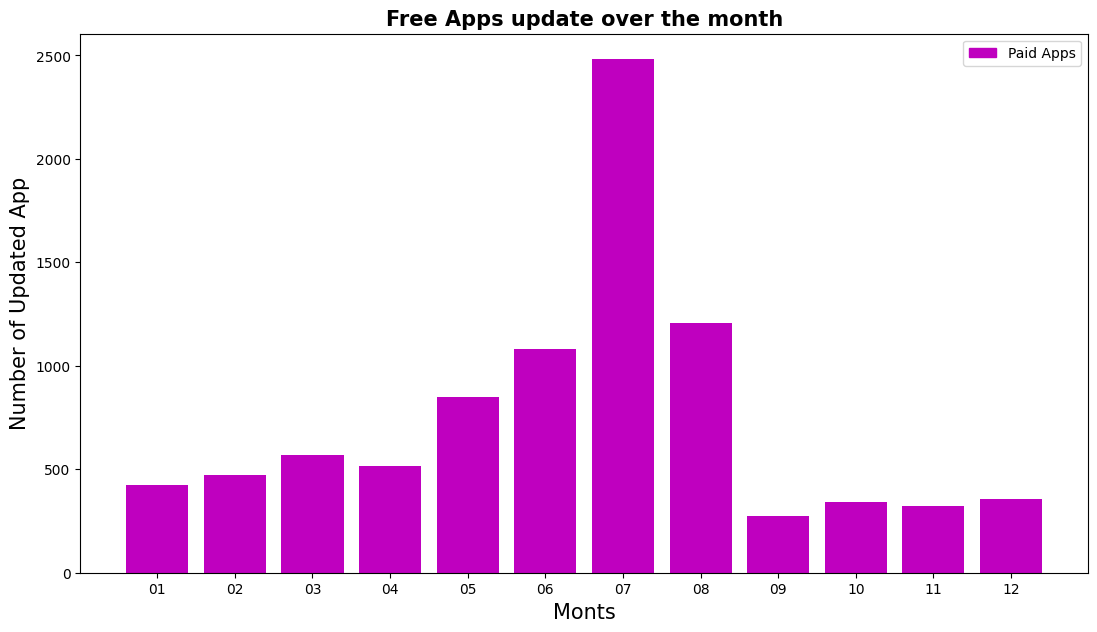 Free Apps update over the month
Paid Apps
Number of Updated App
2500
2000
1500
1000
500
0
01 02 03 04 05 06 07 08 09 10 11 12
Monts